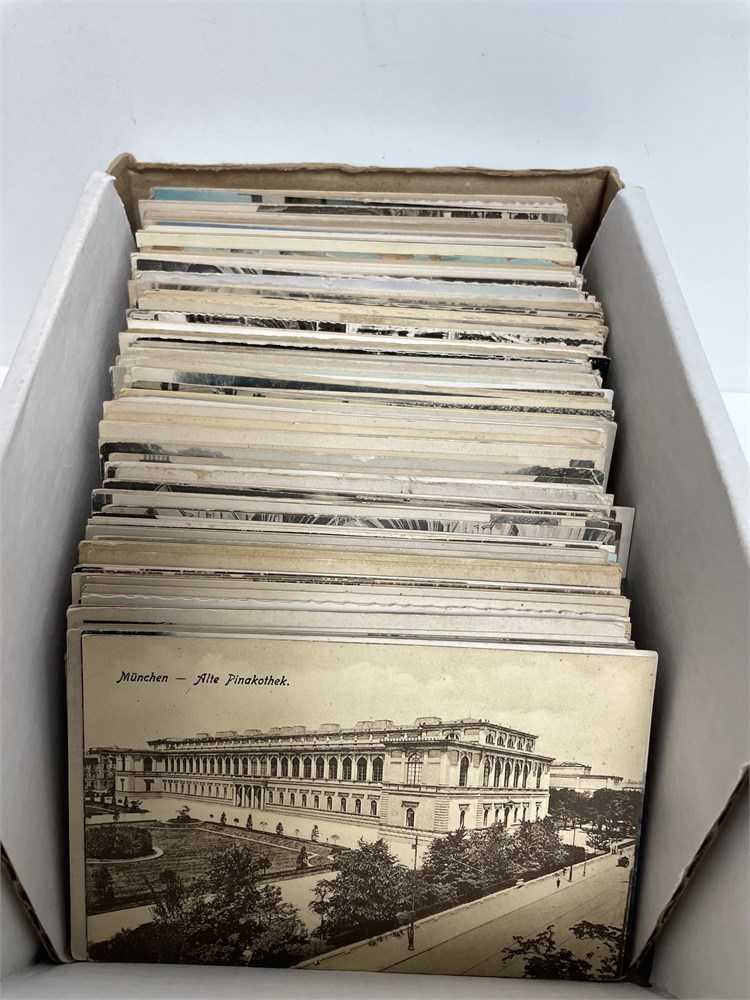 München — Alte Pinakothek.